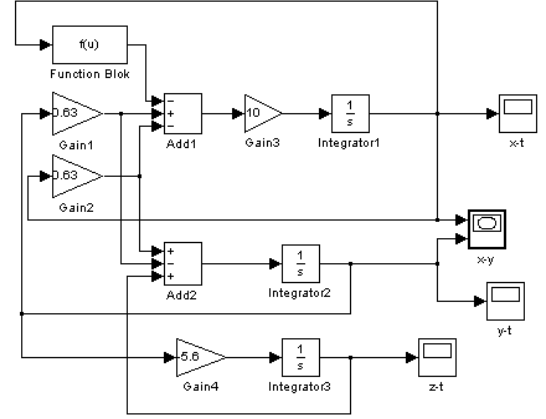 f(u)
Function Blok
0.63
Gain1
0.63
Gain2
−
+
−
Add1
10
Gain3
1
s
Integrator1
x-t
x-y
+
−
+
Add2
1
s
Integrator2
y-t
-5.6
Gain4
1
s
Integrator3
z-t